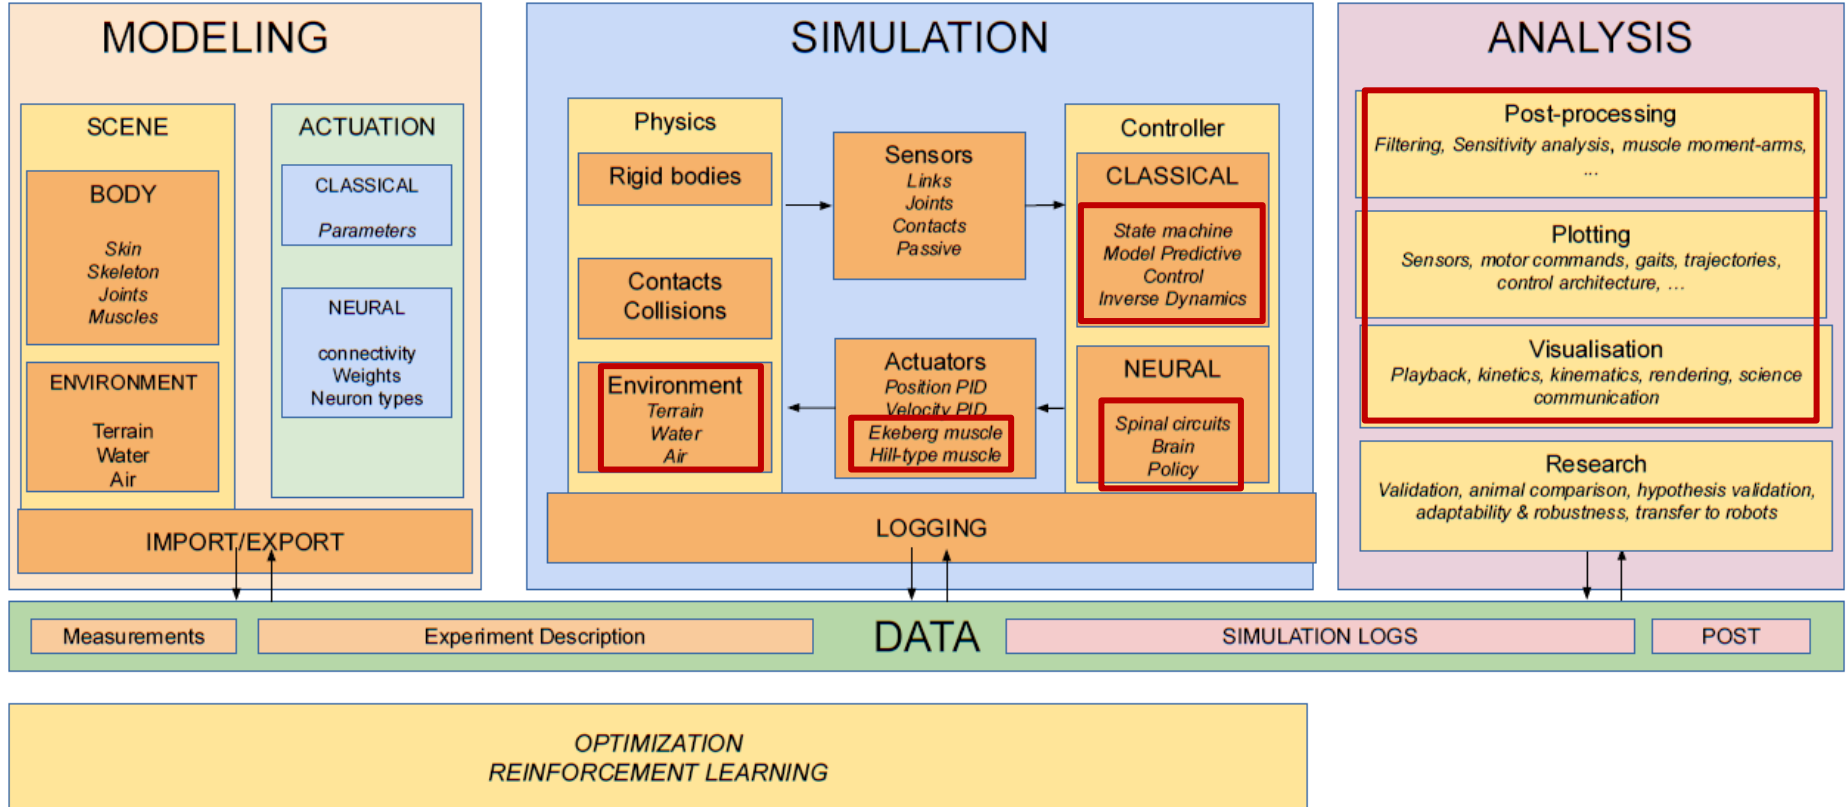 MODELING
SCENE
BODY
Skin
Skeleton
Joints
Muscles
ENVIRONMENT
Terrain
Water
Air
ACTUATION
CLASSICAL
Parameters
NEURAL
connectivity
Weights
Neuron types
IMPORT/EXPORT
SIMULATION
Physics
Rigid bodies
Contacts
Collisions
Environment
Terrain
Water
Air
Sensors
Links
Joints
Contacts
Passive
Actuators
Position PID
Velocity PID
Ekeberg muscle
Hill-type muscle
Controller
CLASSICAL
State machine
Model Predictive
Control
Inverse Dynamics
NEURAL
Spinal circuits
Brain
Policy
LOGGING
ANALYSIS
Post-processing
Filtering, Sensitivity analysis, muscle moment-arms,
...
Plotting
Sensors, motor commands, gaits, trajectories,
control architecture, ...
Visualisation
Playback, kinetics, kinematics, rendering, science
communication
Research
Validation, animal comparison, hypothesis validation,
adaptability & robustness, transfer to robots
Measurements
Experiment Description
DATA
SIMULATION LOGS
POST
OPTIMIZATION
REINFORCEMENT LEARNING